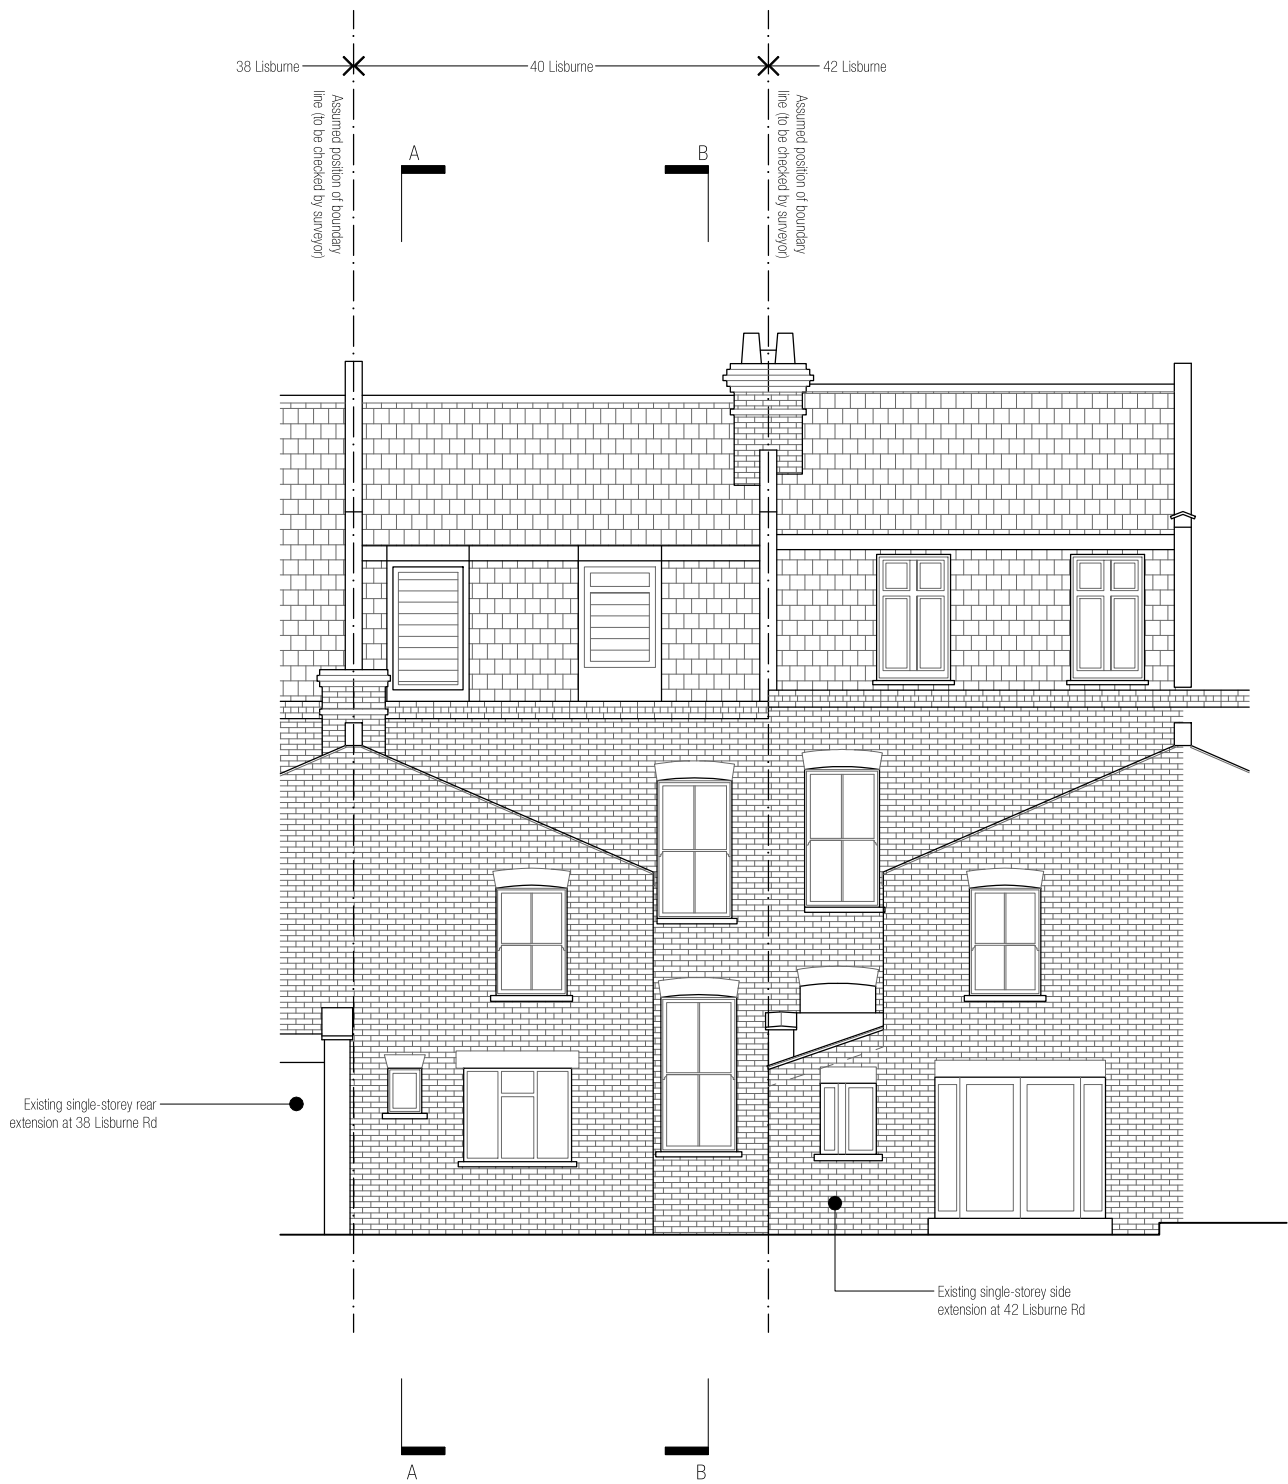 38 Lisburne
40 Lisburne
42 Lisburne
Assumed position of boundary
line (to be checked by surveyor)
Assumed position of boundary
line (to be checked by surveyor)
A
B
Existing single-storey rear
extension at 38 Lisburne Rd
Existing single-storey side
extension at 42 Lisburne Rd
A
B